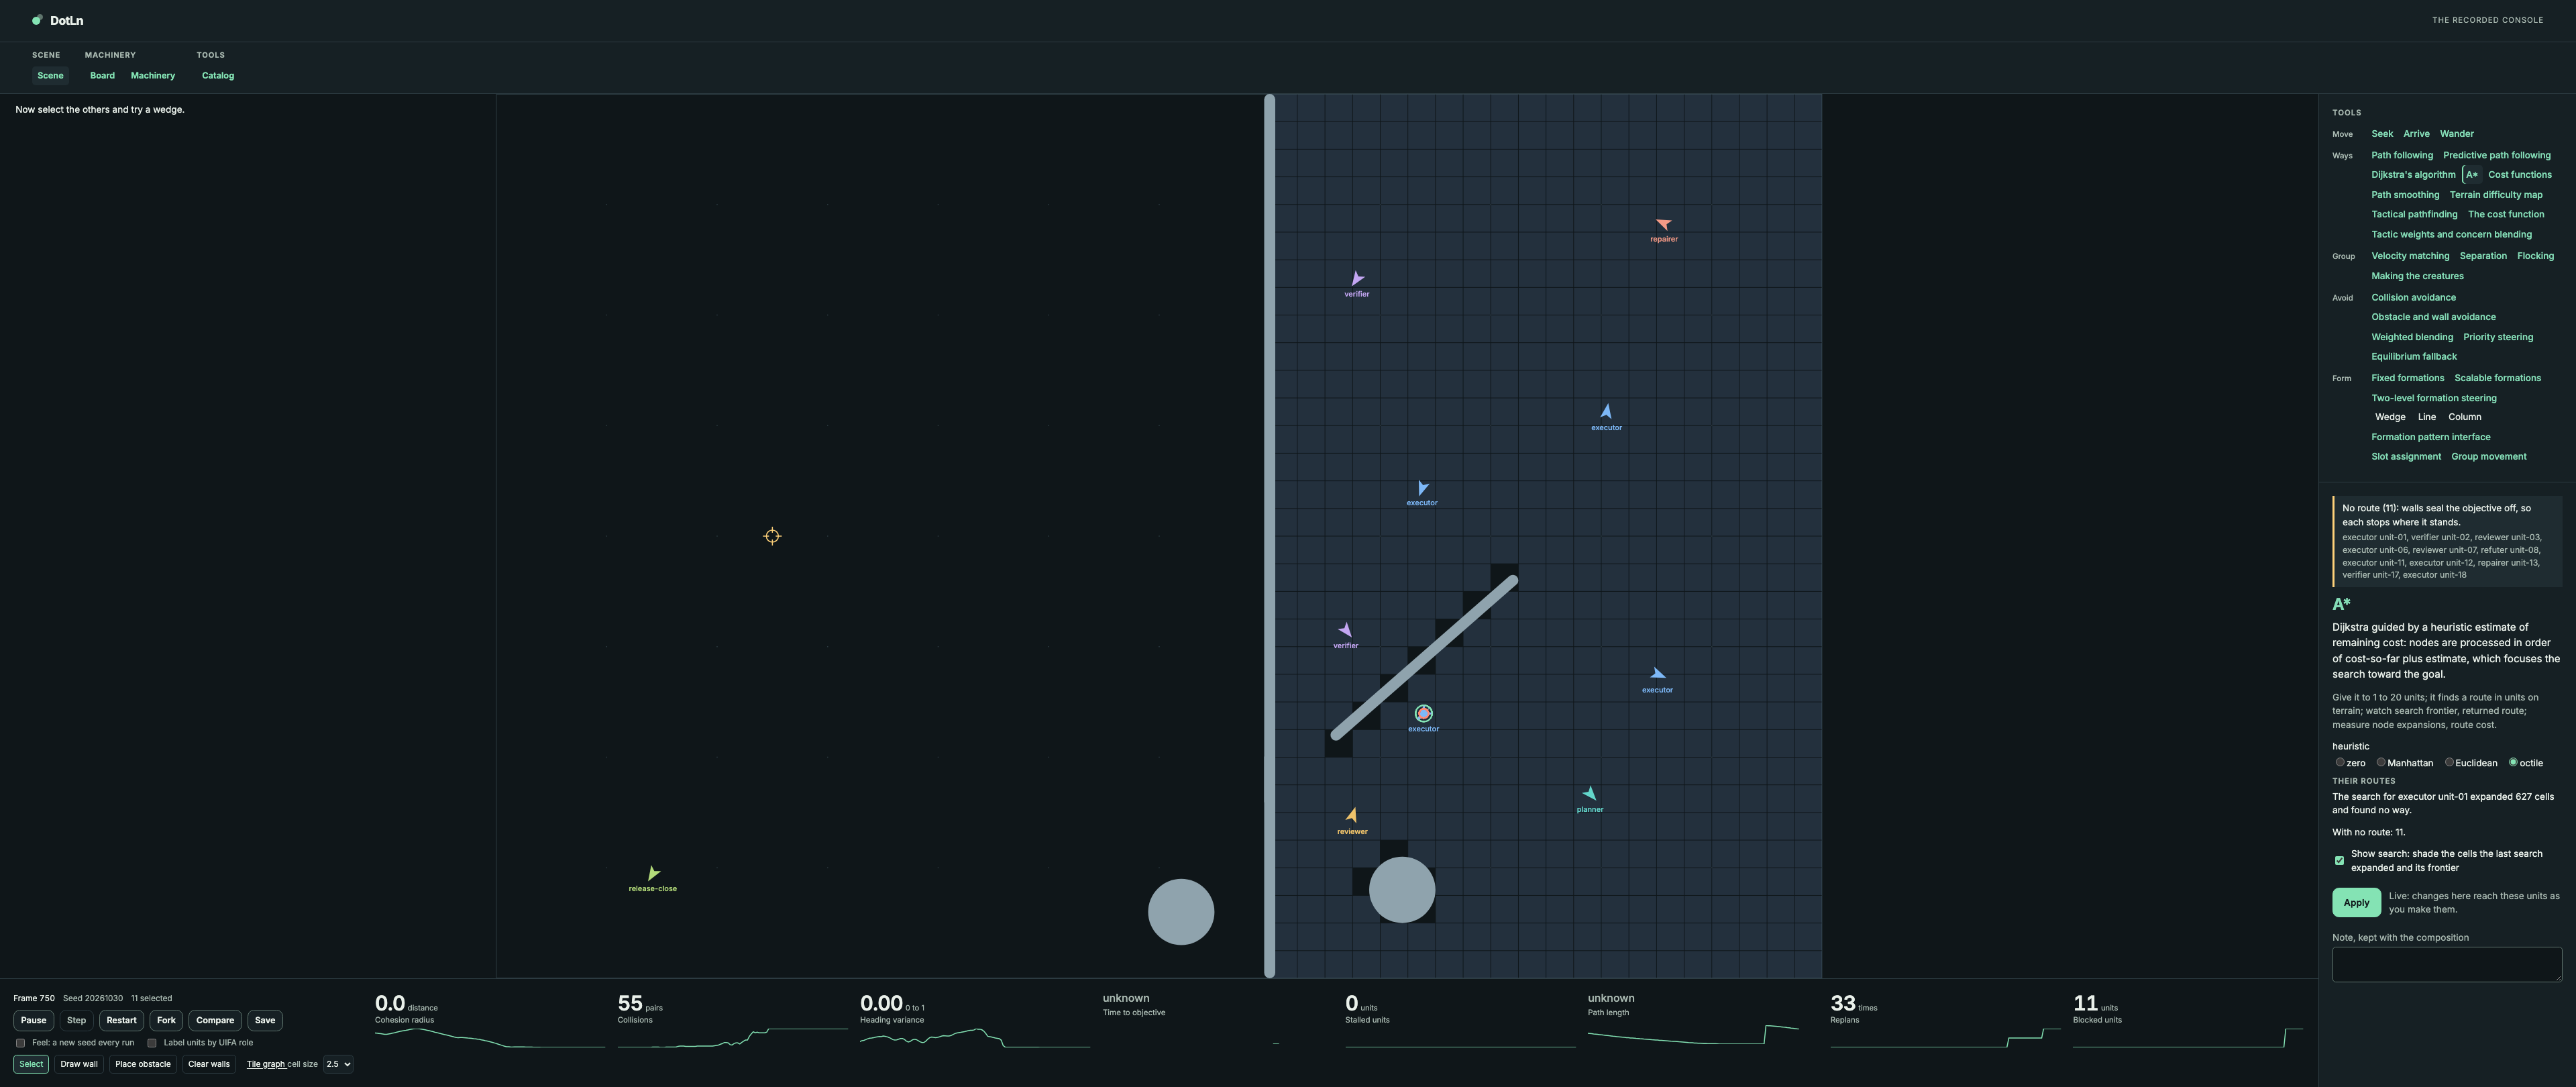 DotLn
THE RECORDED CONSOLE
SCENE MACHINERY TOOLS
Scene Board Machinery Catalog
Now select the others and try a wedge.
repairer
verifier
executor
executor
verifier
executor
executor
planner
reviewer
release-close
TOOLS
Move Seek Arrive Wander
Ways Path following Predictive path following
Dijkstra's algorithm A* Cost functions
Path smoothing Terrain difficulty map
Tactical pathfinding The cost function
Tactic weights and concern blending
Group Velocity matching Separation Flocking
Making the creatures
Avoid Collision avoidance
Obstacle and wall avoidance
Weighted blending Priority steering
Equilibrium fallback
Form Fixed formations Scalable formations
Two-level formation steering
Wedge Line Column
Formation pattern interface
Slot assignment Group movement
No route (11): walls seal the objective off, so
each stops where it stands.
executor unit-01, verifier unit-02, reviewer unit-03,
executor unit-06, reviewer unit-07, refuter unit-08,
executor unit-11, executor unit-12, repairer unit-13,
verifier unit-17, executor unit-18
A*
Dijkstra guided by a heuristic estimate of
remaining cost: nodes are processed in order
of cost-so-far plus estimate, which focuses the
search toward the goal.
Give it to 1 to 20 units; it finds a route in units on
terrain; watch search frontier, returned route;
measure node expansions, route cost.
heuristic
zero Manhattan Euclidean octile
THEIR ROUTES
The search for executor unit-01 expanded 627 cells
and found no way.
With no route: 11.
Show search: shade the cells the last search
expanded and its frontier
Apply Live: changes here reach these units as
you make them.
Note, kept with the composition
Frame 750 Seed 20261030 11 selected
Pause Step Restart Fork Compare Save
Feel: a new seed every run Label units by UIFA role
Select Draw wall Place obstacle Clear walls Tile graph cell size 2.5
0.0 distance
Cohesion radius
55 pairs
Collisions
0.00 0 to 1
Heading variance
unknown
Time to objective
0 units
Stalled units
unknown
Path length
33 times
Replans
11 units
Blocked units